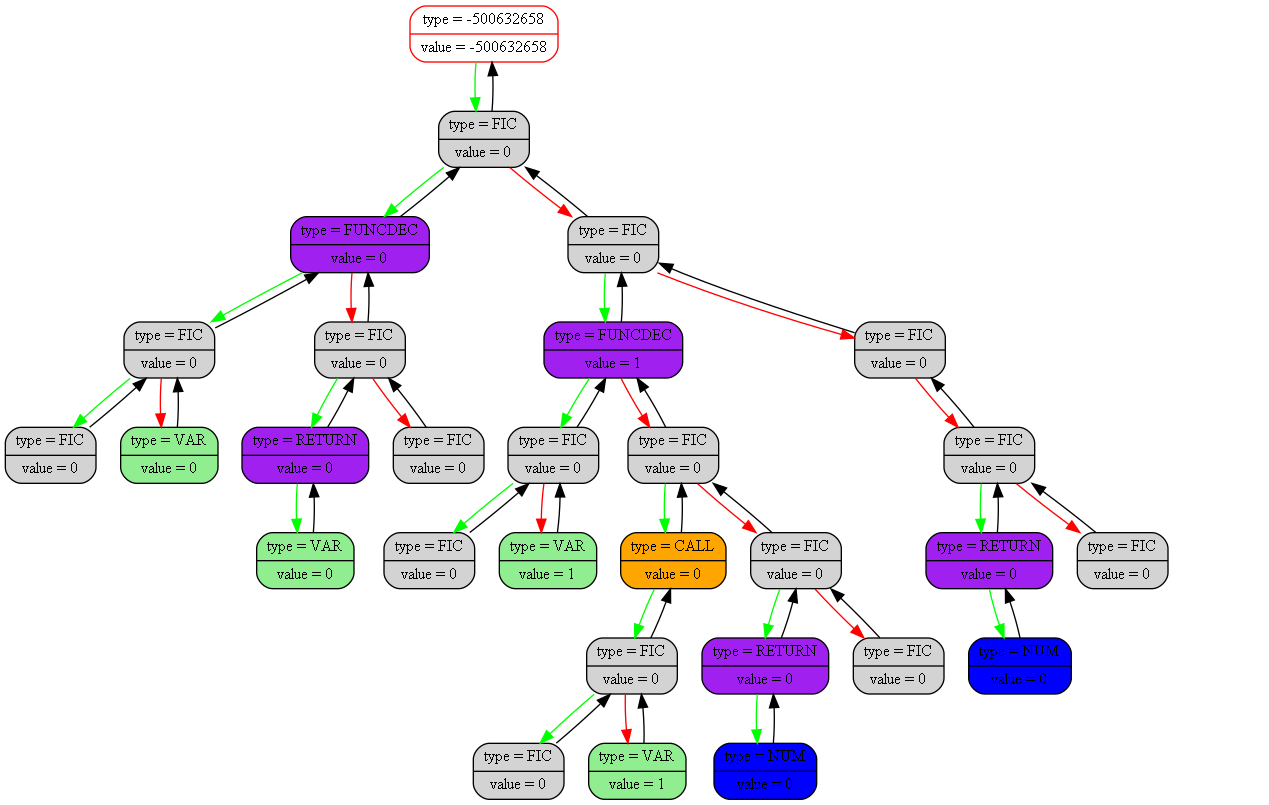 type = -500632658
value = -500632658
type = FIC
value = 0
type = FUNCDEC
value = 0
type = FIC
value = 0
type = FIC
value = 0
type = FIC
value = 0
type = FUNCDEC
value = 1
type = FIC
value = 0
type = FIC
value = 0
type = VAR
value = 0
type = RETURN
value = 0
type = FIC
value = 0
type = FIC
value = 0
type = FIC
value = 0
type = FIC
value = 0
type = VAR
value = 0
type = FIC
value = 0
type = VAR
value = 1
type = CALL
value = 0
type = FIC
value = 0
type = RETURN
value = 0
type = FIC
value = 0
type = FIC
value = 0
type = RETURN
value = 0
type = FIC
value = 0
type = NUM
value = 0
type = FIC
value = 0
type = VAR
value = 1
type = NUM
value = 0